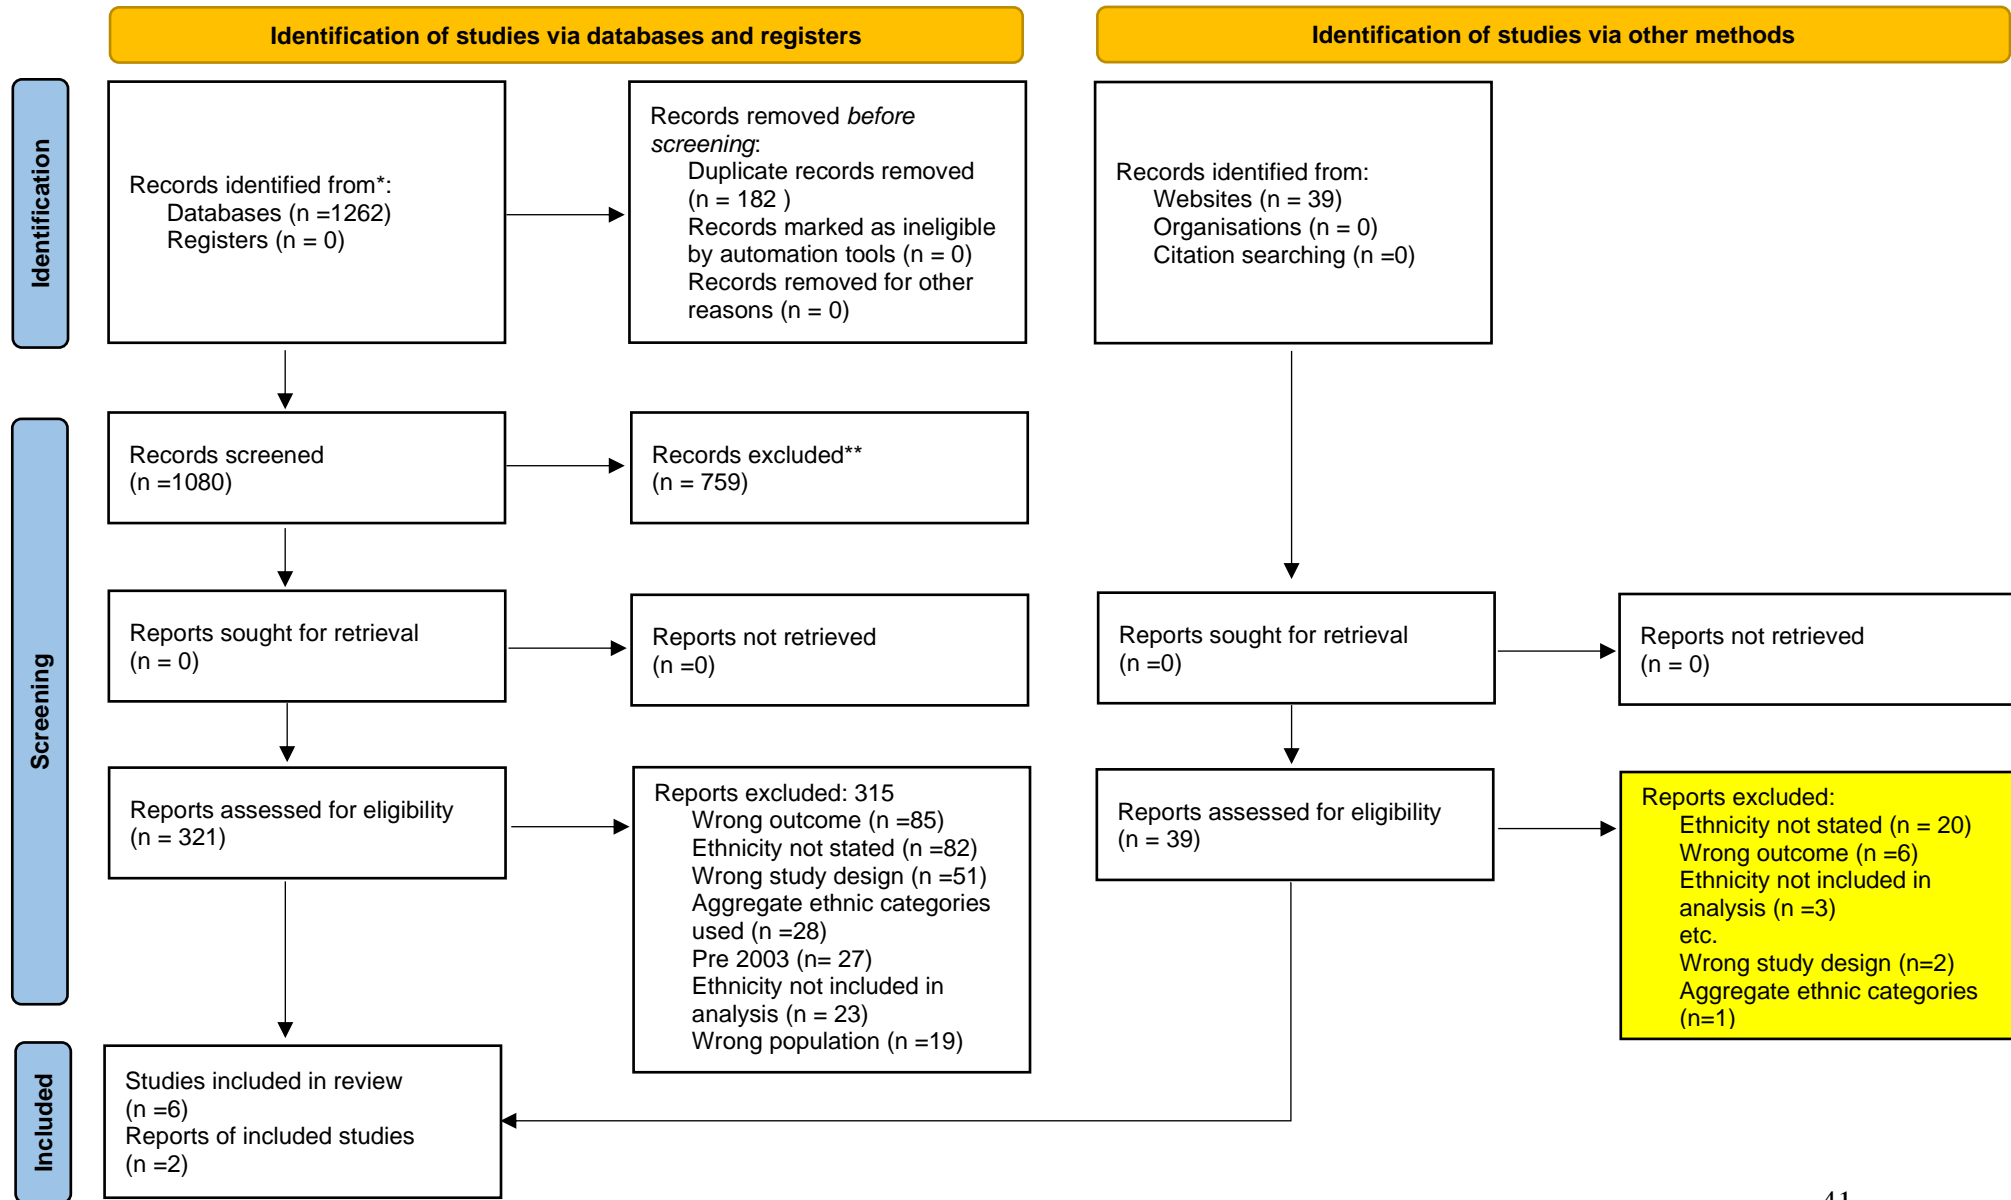 Identification of studies via databases and registers
Identification of studies via other methods
Identification
Records identified from*:
Databases (n =1262)
Registers (n = 0)
Records removed before
screening:
Duplicate records removed
(n = 182 )
Records marked as ineligible
by automation tools (n = 0)
Records removed for other
reasons (n = 0)
Records identified from:
Websites (n = 39)
Organisations (n = 0)
Citation searching (n =0)
Screening
Records screened
(n =1080)
Records excluded**
(n = 759)
Reports sought for retrieval
(n = 0)
Reports not retrieved
(n =0)
Reports sought for retrieval
(n =0)
Reports not retrieved
(n = 0)
Reports assessed for eligibility
(n = 321)
Reports excluded: 315
Wrong outcome (n =85)
Ethnicity not stated (n =82)
Wrong study design (n =51)
Aggregate ethnic categories
used (n =28)
Pre 2003 (n= 27)
Ethnicity not included in
analysis (n = 23)
Wrong population (n =19)
Reports assessed for eligibility
(n = 39)
Reports excluded:
Ethnicity not stated (n = 20)
Wrong outcome (n =6)
Ethnicity not included in
analysis (n =3)
etc.
Wrong study design (n=2)
Aggregate ethnic categories
(n=1)
Included
Studies included in review
(n =6)
Reports of included studies
(n =2)
41